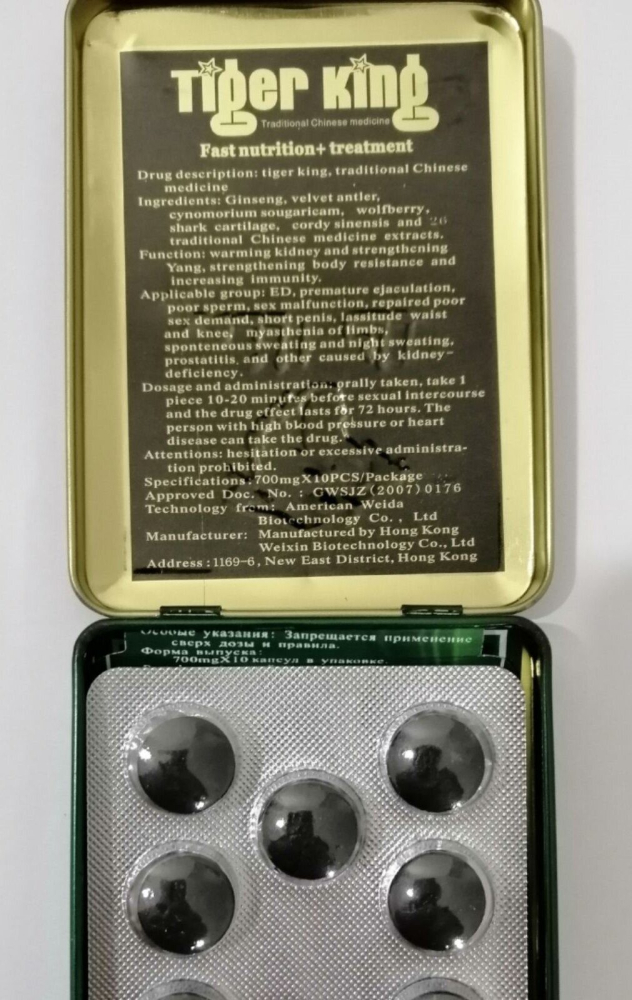 Tiger King
Traditional Chinese medicine
Fast nutrition+ treatment
Drug description: tiger king, traditional Chinese
medicine
Ingredients: Ginseng, velvet antler,
cynomorium sougaricam, wolfberry,
shark cartilage, cordy sinensis and 26
traditional Chinese medicine extracts.
Function: warming kidney and strengthening
Yang, strengthening body resistance and
increasing immunity.
Applicable group: ED, premature ejaculation,
poor sperm, sex malfunction, repaired poor
sex demand, short penis, lassitude waist
and knee, myasthenia of limbs,
sponteneous sweating and night sweating,
prostatitis, and other caused by kidney-
deficiency.
Dosage and administration: orally taken, take 1
piece 10-20 minutes before sexual intercourse
and the drug effect lasts for 72 hours. The
person with high blood pressure or heart
disease can take the drug.
Attentions: hesitation or excessive administra-
tion prohibited.
Specifications: 700mgX10PCS/Package
Approved Doc. No.: GWSJZ (2007) 0176
Technology from: American Weida
Biotechnology Co., Ltd
Manufacturer: Manufactured by Hong Kong
Weixin Biotechnology Co., Ltd
Address: 1169-6, New East District, Hong Kong
Особые указания: Запрещается применение
сверх дозы и правила.
Форма выпуска:
700mgX10 капсул в упаковке.